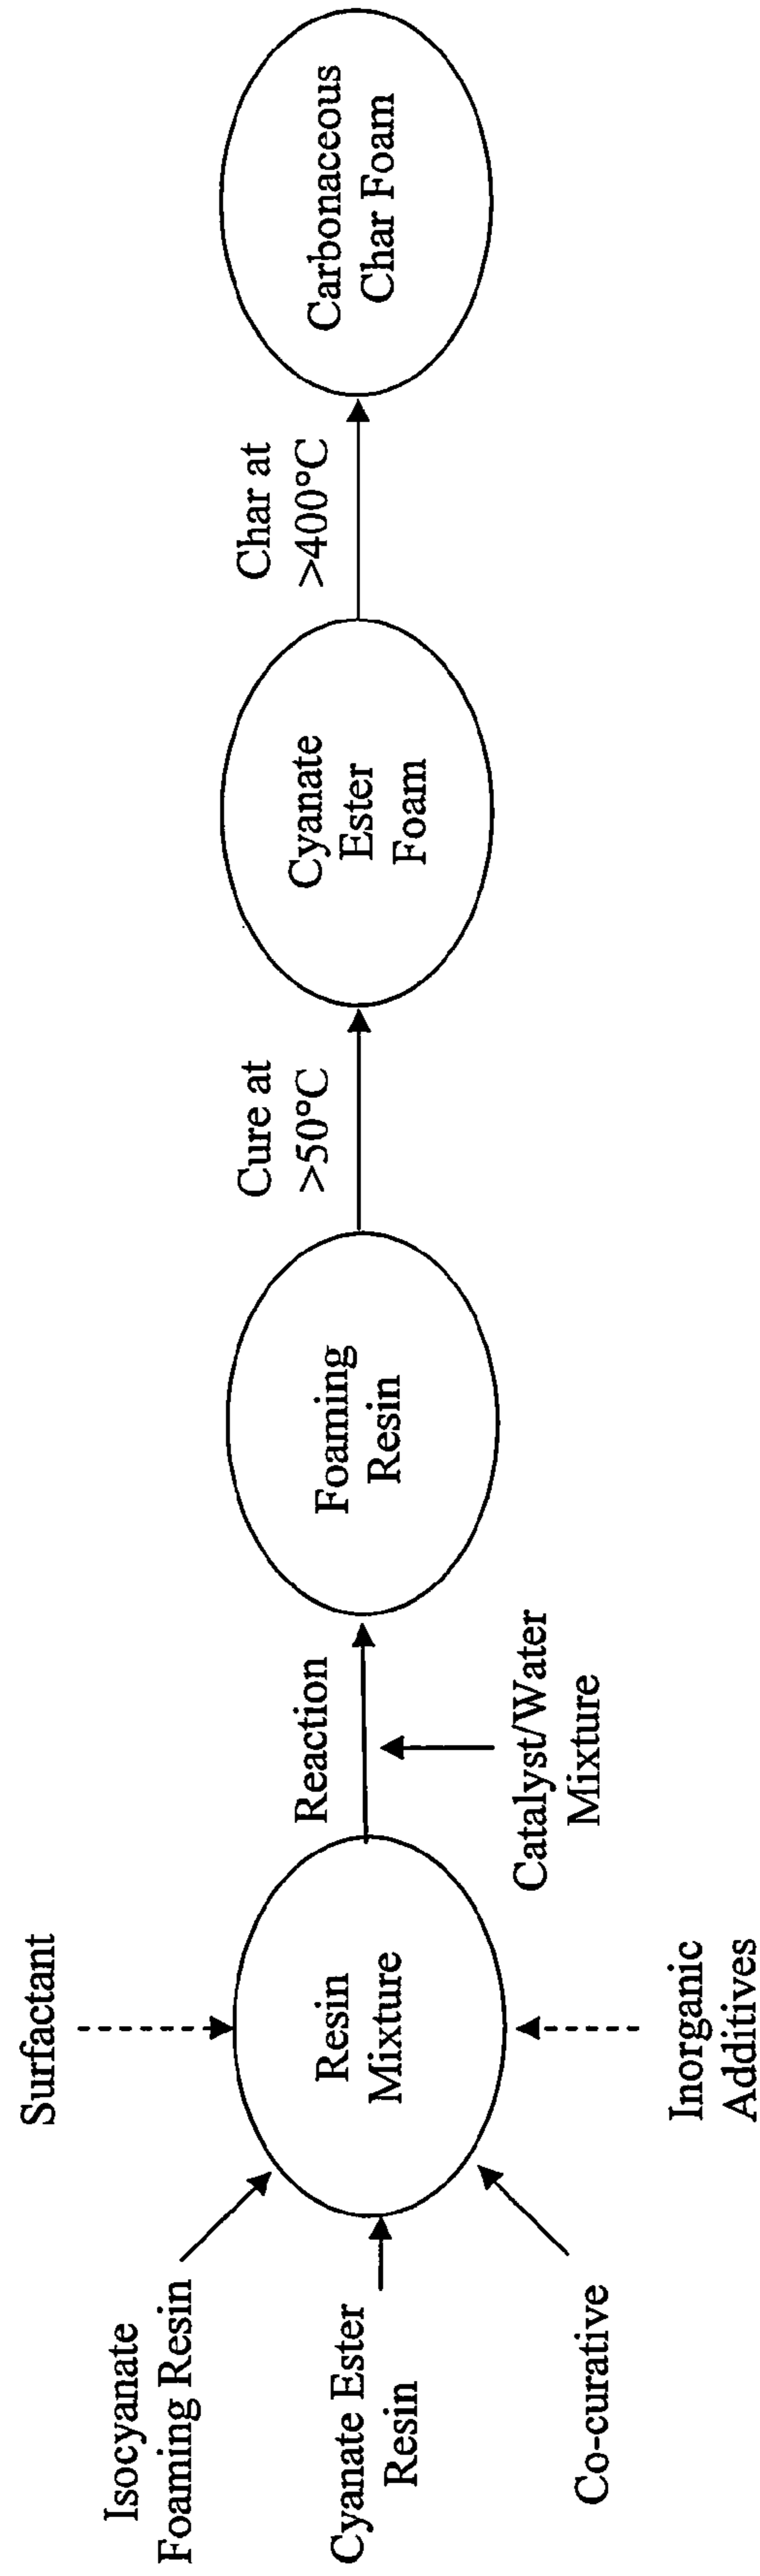 Isocyanate
Foaming Resin
Cyanate Ester
Resin
Co-curative
Surfactant
Resin
Mixture
Inorganic
Additives
Reaction
Catalyst/Water
Mixture
Foaming
Resin
Cure at
>50°C
Cyanate
Ester
Foam
Char at
>400°C
Carbonaceous
Char Foam